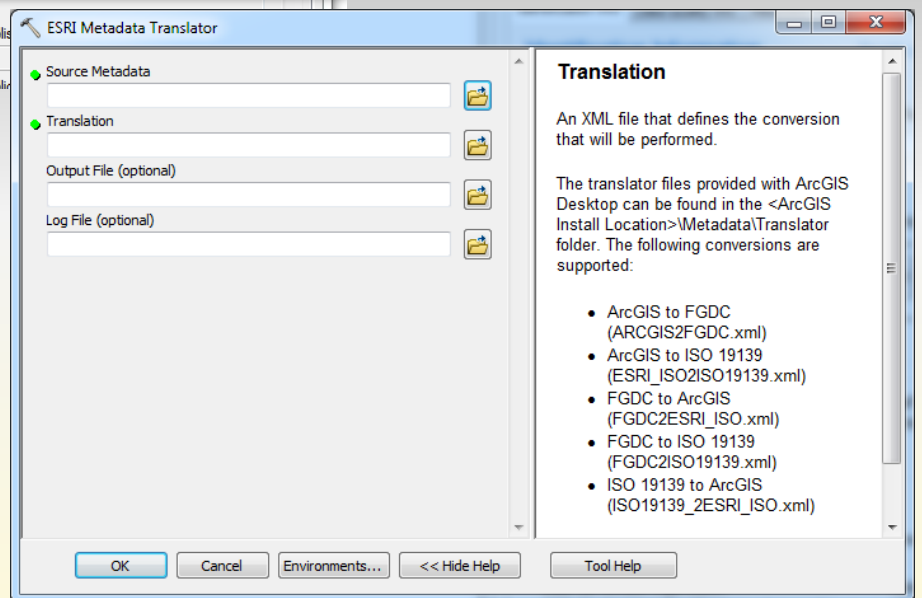 ESRI Metadata Translator
Source Metadata
Translation
Output File (optional)
Log File (optional)
Translation
An XML file that defines the conversion
that will be performed.
The translator files provided with ArcGIS
Desktop can be found in the <ArcGIS
Install Location>\Metadata\Translator
folder. The following conversions are
supported:
• ArcGIS to FGDC
(ARCGIS2FGDC.xml)
• ArcGIS to ISO 19139
(ESRI_ISO2ISO19139.xml)
• FGDC to ArcGIS
(FGDC2ESRI_ISO.xml)
• FGDC to ISO 19139
(FGDC2ISO19139.xml)
• ISO 19139 to ArcGIS
(ISO19139_2ESRI_ISO.xml)
OK
Cancel
Environments...
<< Hide Help
Tool Help